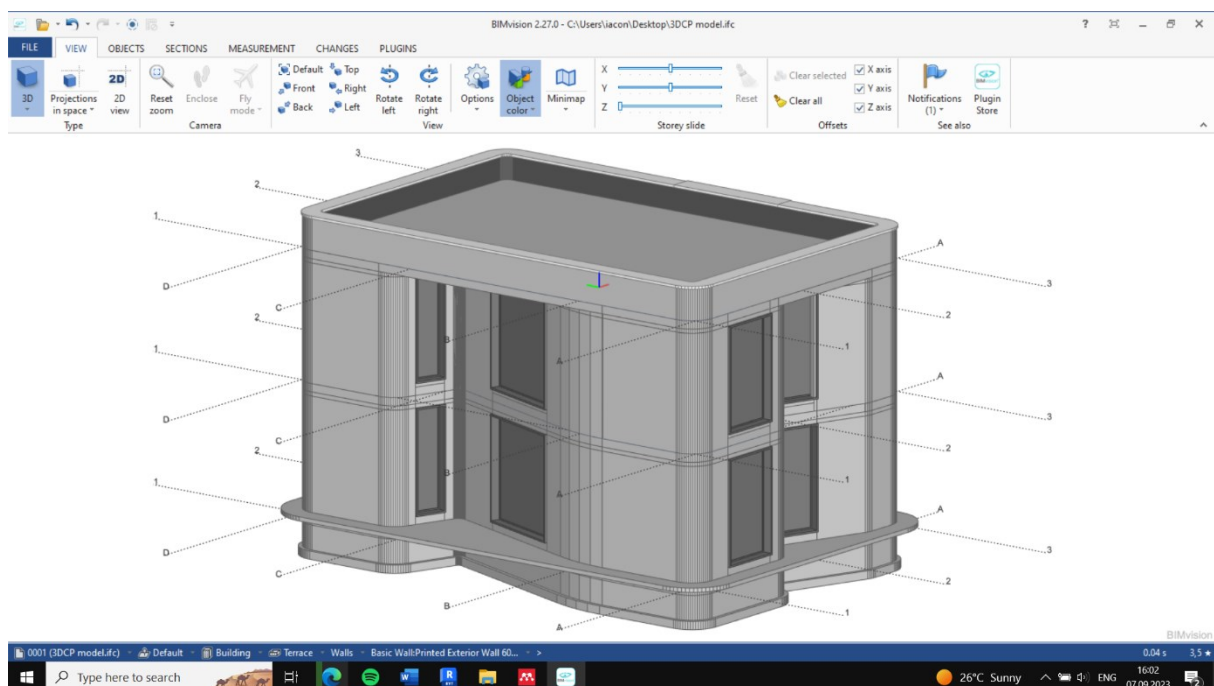 BIMvision 2.27.0 - C:\Users\iacon\Desktop\3DCP model.ifc
FILE VIEW OBJECTS SECTIONS MEASUREMENT CHANGES PLUGINS
3D
Projections in space
2D
2D view
Type
Reset zoom
Enclose
Fly mode
Camera
Default Top
Front Right
Back Left
Rotate left
Rotate right
Options
Object color
Minimap
View
X
Y
Z
Reset
Storey slide
Clear selected
Clear all
X axis
Y axis
Z axis
Offsets
Notifications (1)
Plugin Store
See also
3
2
1
A
D
3
C
2
2
B
1
A
1
A
D
3
C
2
2
B
1
A
1
A
D
3
C
2
B
1
A
BIMvision
0001 (3DCP model.ifc) Default Building Terrace Walls Basic Wall:Printed Exterior Wall 60... >
0.04 s 3,5
Type here to search
26°C Sunny
ENG
16:02
07.09.2023